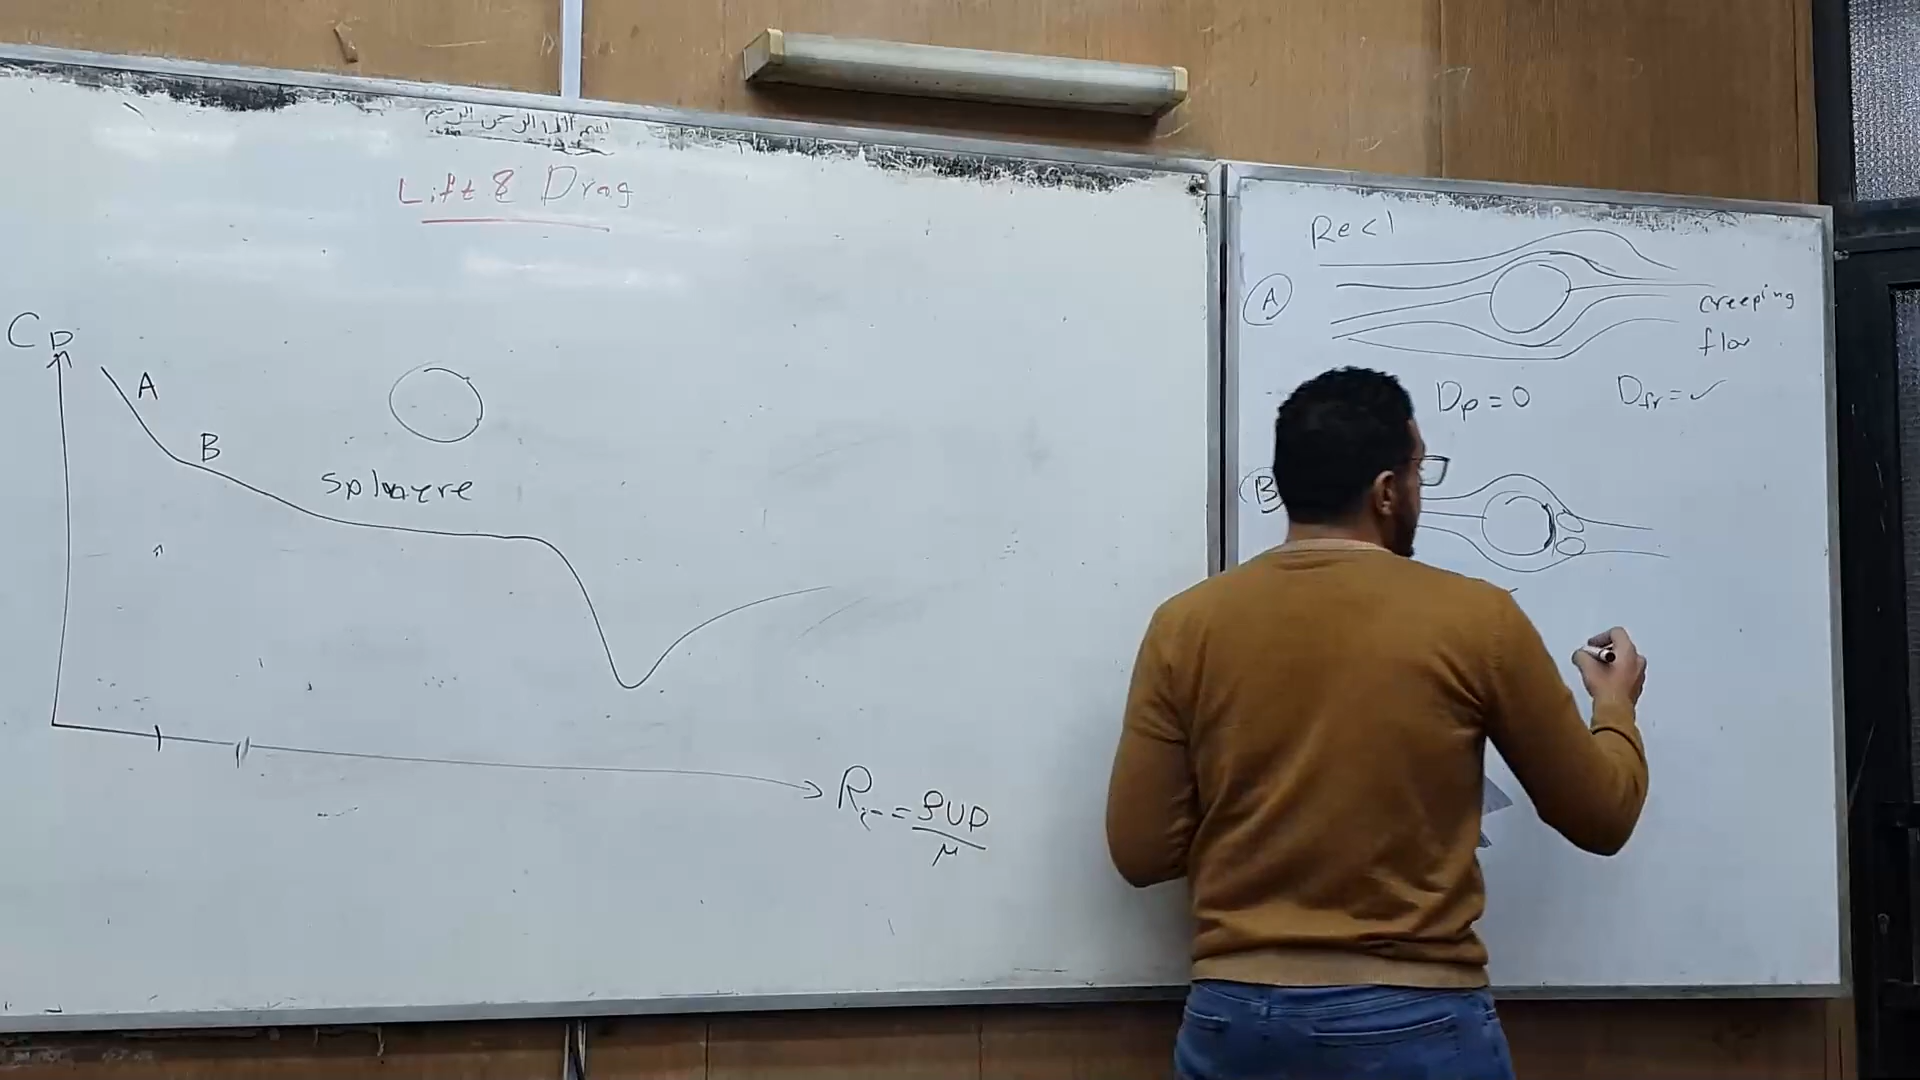 بسم الله الرحمن الرحيم
Lift & Drag
CD
A
B
sphere
Re = ρUD
μ
Re<1
A
creeping
flow
Dp = 0 Dfr = ✓
B